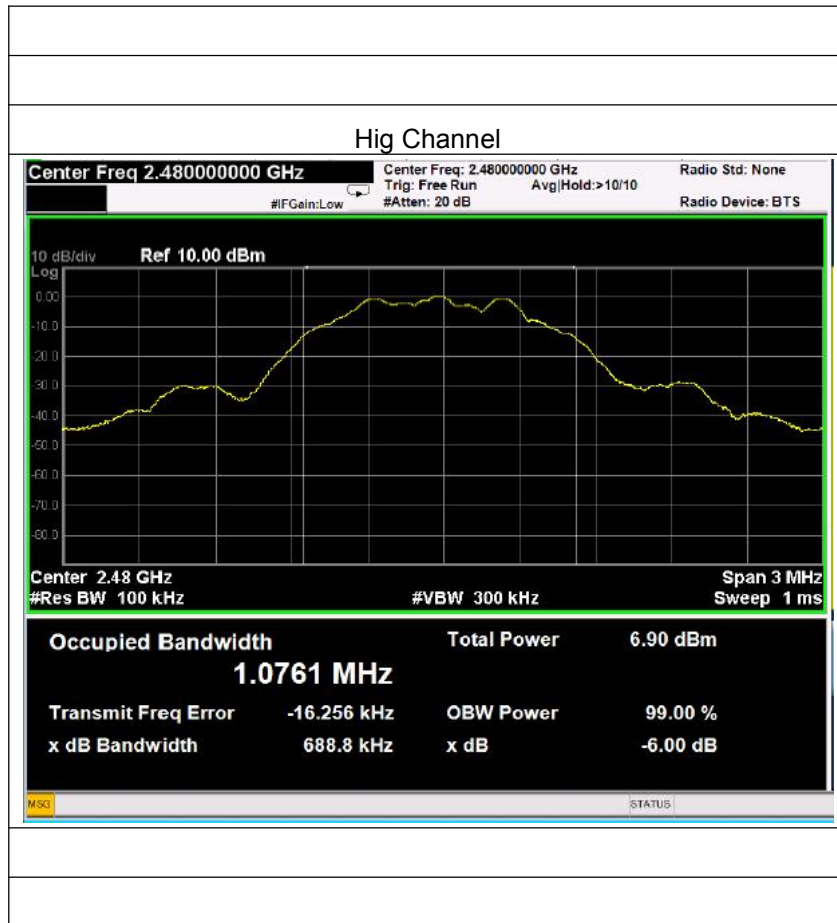 Hig Channel
Center Freq 2.480000000 GHz
Center Freq: 2.480000000 GHz
Radio Std: None
Trig: Free Run
Avg|Hold:>10/10
#IFGain:Low
#Atten: 20 dB
Radio Device: BTS
10 dB/div
Ref 10.00 dBm
Log
0.00
-10.0
-20.0
-30.0
-40.0
-50.0
-60.0
-70.0
-80.0
Center 2.48 GHz
Span 3 MHz
#Res BW 100 kHz
#VBW 300 kHz
Sweep 1 ms
Occupied Bandwidth
Total Power
6.90 dBm
1.0761 MHz
Transmit Freq Error
-16.256 kHz
OBW Power
99.00 %
x dB Bandwidth
688.8 kHz
x dB
-6.00 dB
MSG
STATUS